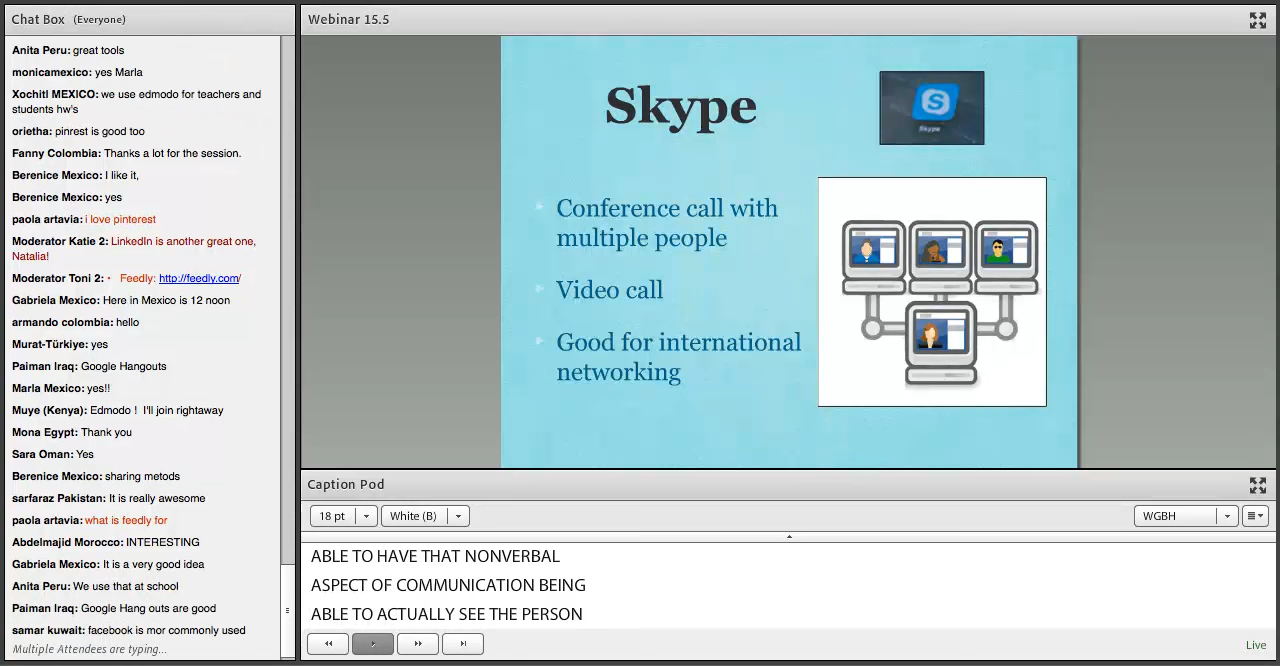 Chat Box (Everyone)
Anita Peru: great tools
monicamexico: yes Marla
Xochitl MEXICO: we use edmodo for teachers and
students hw's
orietha: pinrest is good too
Fanny Colombia: Thanks a lot for the session.
Berenice Mexico: I like it,
Berenice Mexico: yes
paola artavia: i love pinterest
Moderator Katie 2: LinkedIn is another great one,
Natalia!
Moderator Toni 2: • Feedly: http://feedly.com/
Gabriela Mexico: Here in Mexico is 12 noon
armando colombia: hello
Murat-Türkiye: yes
Paiman Iraq: Google Hangouts
Marla Mexico: yes!!
Muye (Kenya): Edmodo ! I'll join rightaway
Mona Egypt: Thank you
Sara Oman: Yes
Berenice Mexico: sharing metods
sarfaraz Pakistan: It is really awesome
paola artavia: what is feedly for
Abdelmajid Morocco: INTERESTING
Gabriela Mexico: It is a very good idea
Anita Peru: We use that at school
Paiman Iraq: Google Hang outs are good
samar kuwait: facebook is mor commonly used
Multiple Attendees are typing...
Webinar 15.5
Skype
Skype
Conference call with
multiple people
Video call
Good for international
networking
Caption Pod
18 pt
White (B)
WGBH
ABLE TO HAVE THAT NONVERBAL
ASPECT OF COMMUNICATION BEING
ABLE TO ACTUALLY SEE THE PERSON
Live